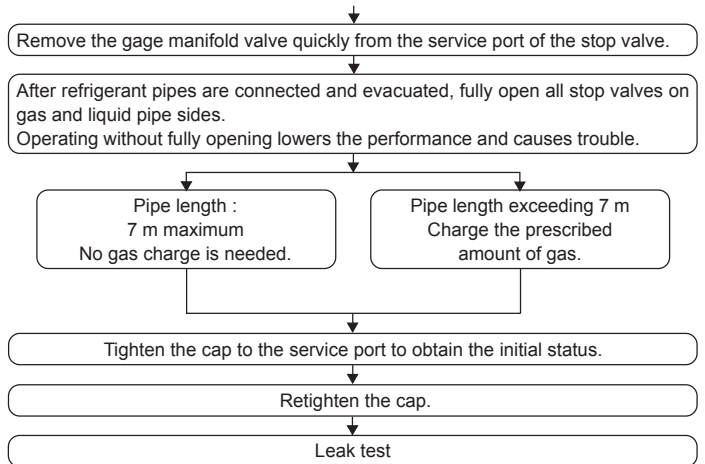 Remove the gage manifold valve quickly from the service port of the stop valve.
After refrigerant pipes are connected and evacuated, fully open all stop valves on
gas and liquid pipe sides.
Operating without fully opening lowers the performance and causes trouble.
Pipe length :
7 m maximum
No gas charge is needed.
Pipe length exceeding 7 m
Charge the prescribed
amount of gas.
Tighten the cap to the service port to obtain the initial status.
Retighten the cap.
Leak test